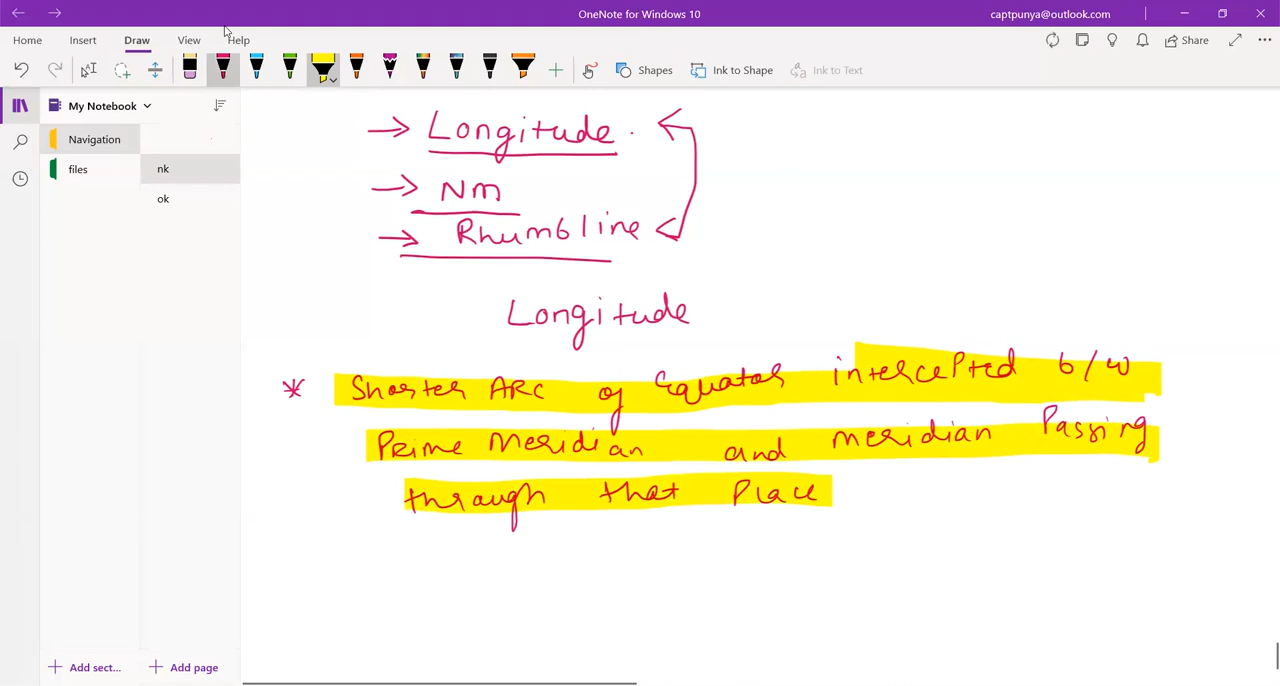 OneNote for Windows 10
captpunya@outlook.com
Home Insert Draw View Help
Share
Shapes Ink to Shape Ink to Text
My Notebook
Navigation
files
nk
ok
→ Longitude.
→ Nm
→ Rhumbline
Longitude
* Shorter ARC of Equator intercepted b/w
Prime Meridian and meridian Passing
through that Place
+ Add sect... + Add page